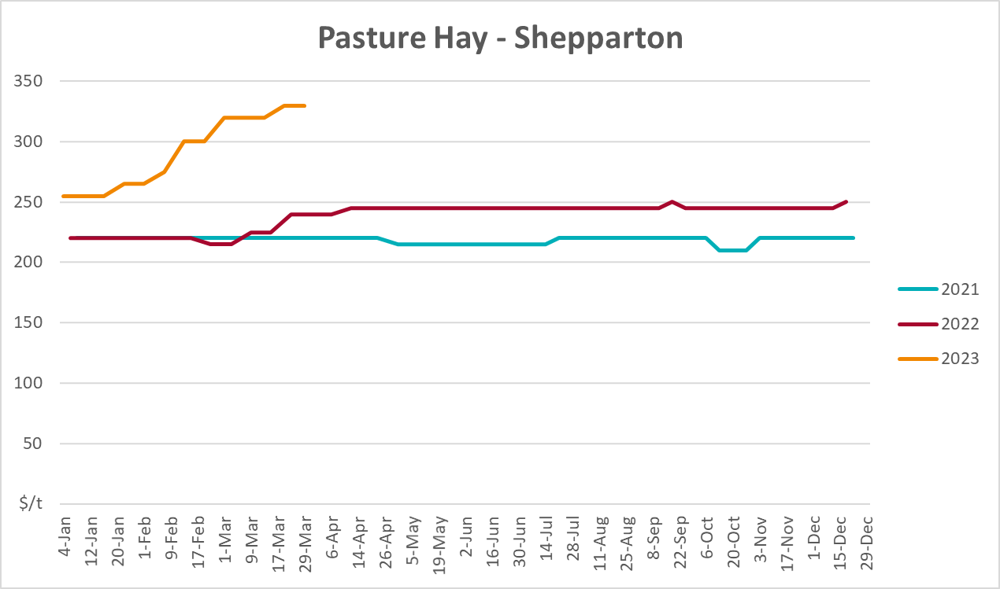 Pasture Hay - Shepparton
350
300
250
200
150
100
50
$/t
4-Jan
12-Jan
20-Jan
1-Feb
9-Feb
17-Feb
1-Mar
9-Mar
17-Mar
29-Mar
6-Apr
14-Apr
26-Apr
5-May
19-May
2-Jun
16-Jun
30-Jun
14-Jul
28-Jul
11-Aug
25-Aug
8-Sep
22-Sep
6-Oct
20-Oct
3-Nov
17-Nov
1-Dec
15-Dec
29-Dec
2021
2022
2023